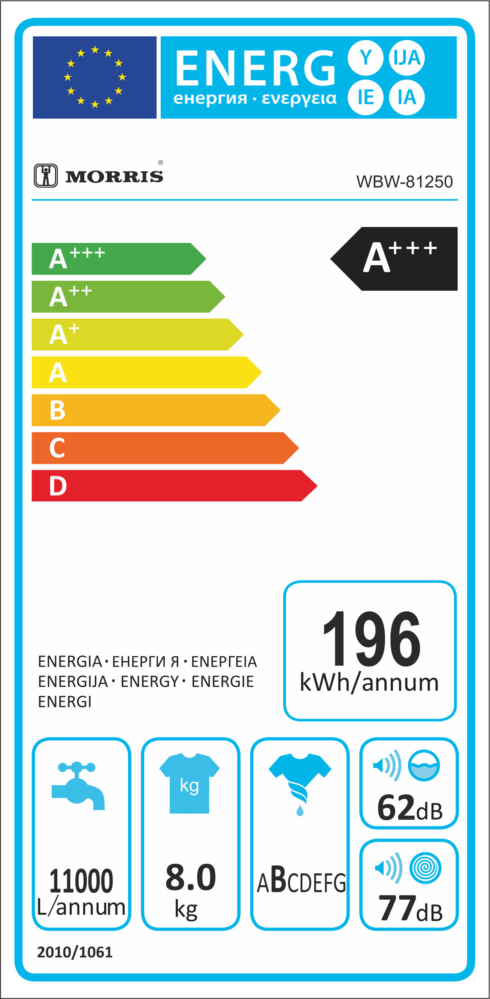 ENERG
енергия · ενεργεια
Y IJA
IE IA
MORRIS®
WBW-81250
A+++
A+++
A++
A+
A
B
C
D
196
kWh/annum
ENERGIA · ЕНЕРГИ Я · ΕΝΕΡΓΕΙΑ
ENERGIJA · ENERGY · ENERGIE
ENERGI
kg
62dB
11000
L/annum
8.0
kg
ABCDEFG
77dB
2010/1061